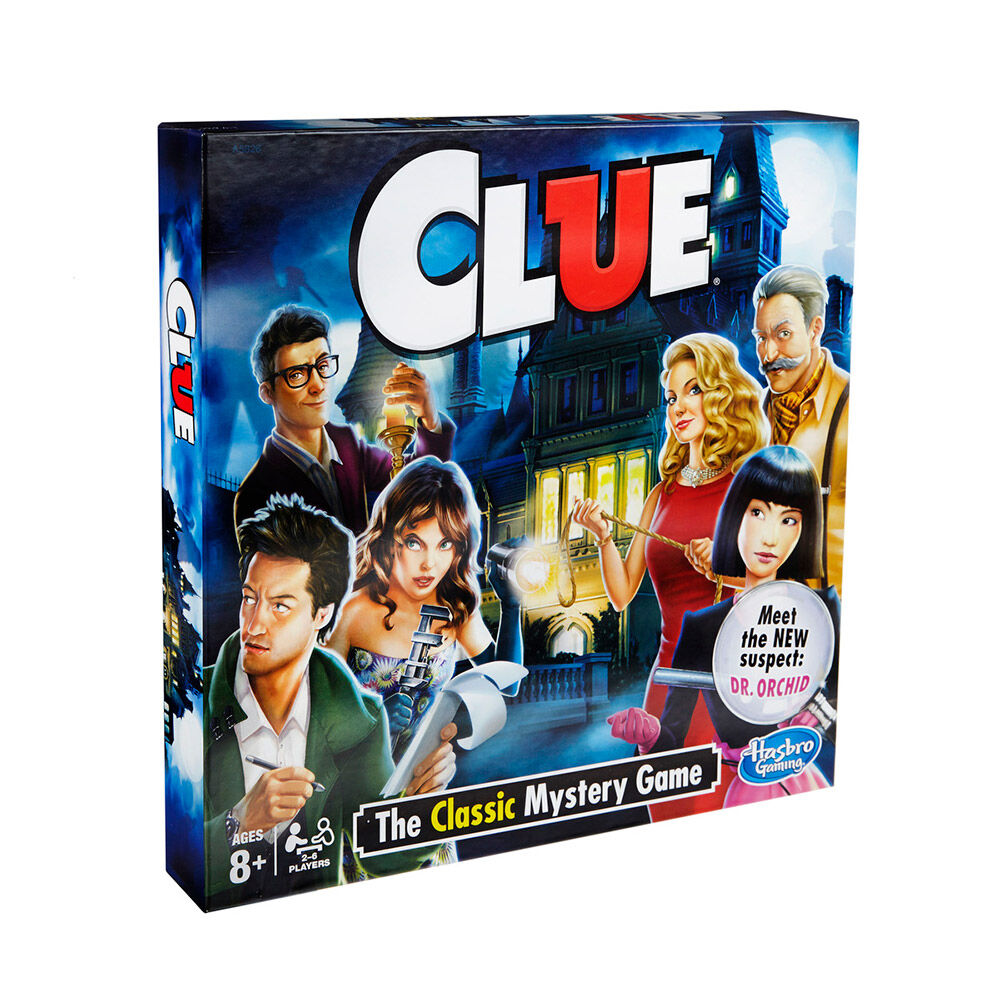 CLUE
CLUE
Meet
the NEW
suspect:
DR. ORCHID
Hasbro
Gaming
The Classic Mystery Game
AGES
8+
2–6
PLAYERS